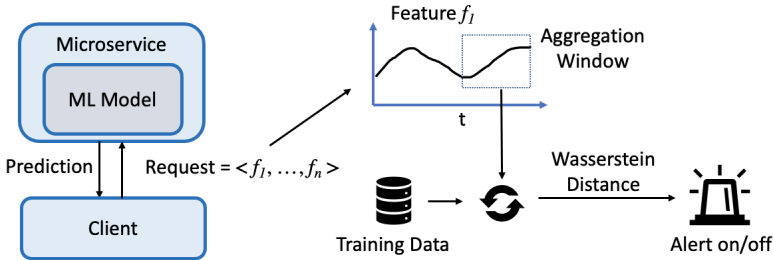 Microservice
ML Model
Prediction
Request = < f1, …, fn >
Client
Feature f1
Aggregation
Window
t
Wasserstein
Distance
Training Data
Alert on/off